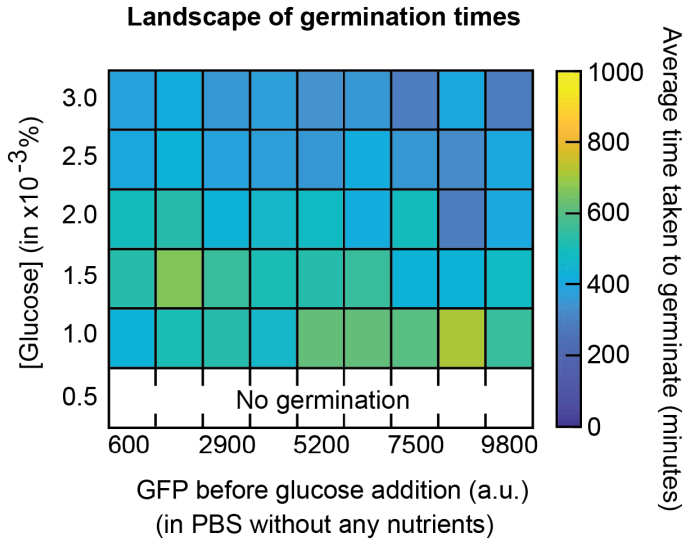 Landscape of germination times
[Glucose] (in x10⁻³%)
3.0
2.5
2.0
1.5
1.0
0.5
No germination
600 2900 5200 7500 9800
GFP before glucose addition (a.u.)
(in PBS without any nutrients)
1000
800
600
400
200
0
Average time taken to germinate (minutes)